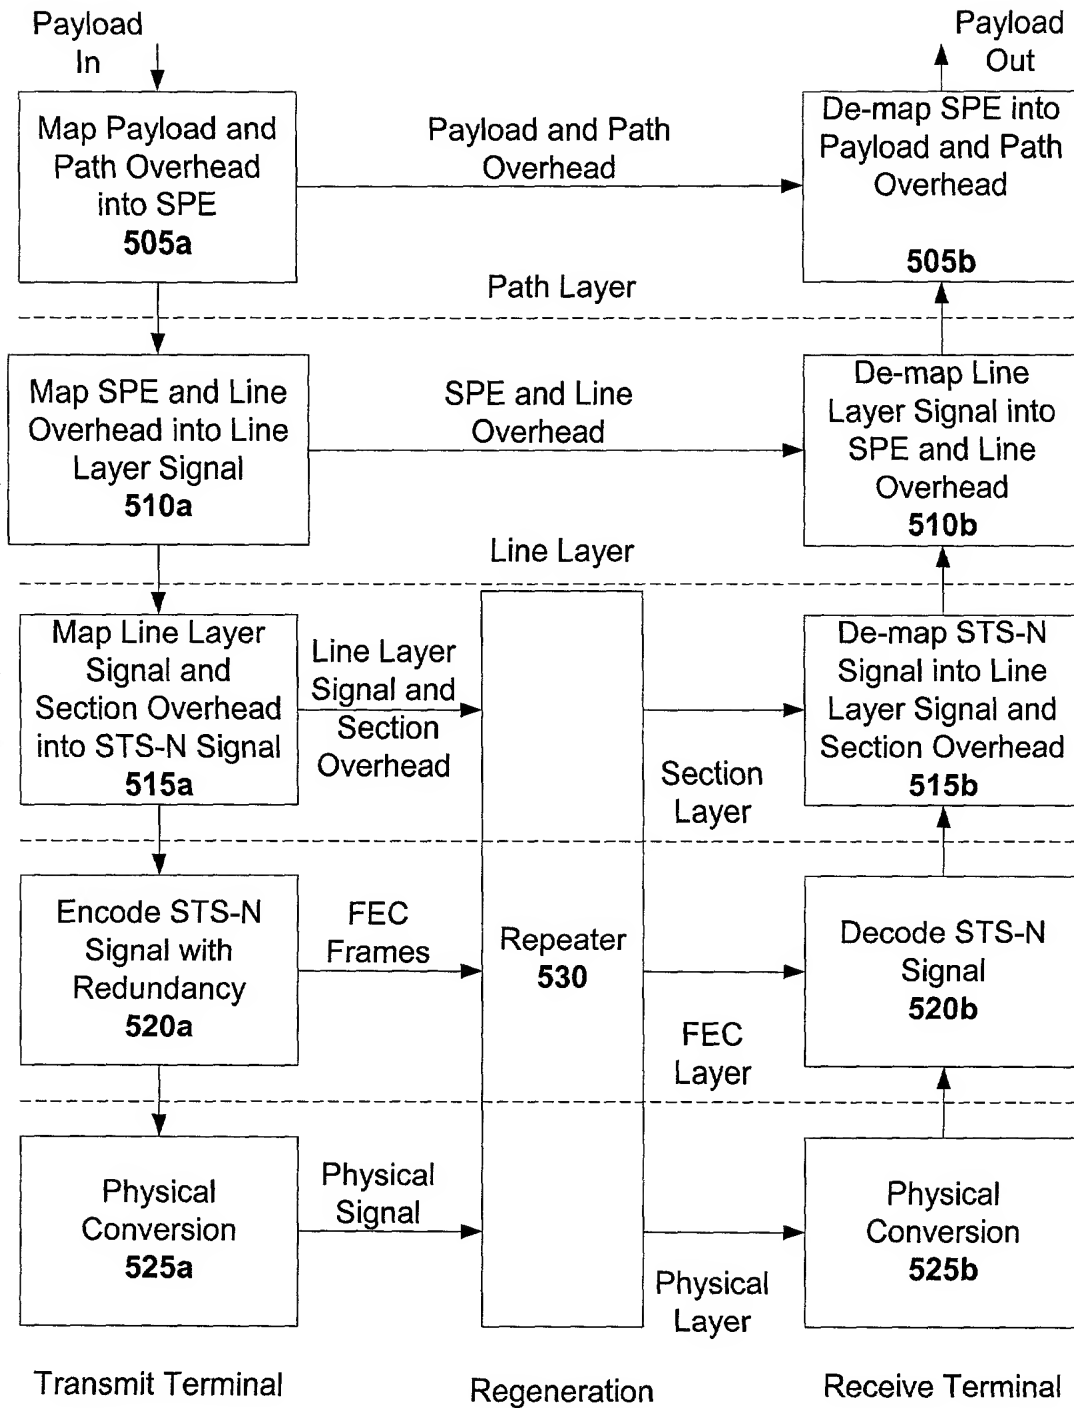 Payload
In
Payload
Out
Map Payload and
Path Overhead
into SPE
505a
Payload and Path
Overhead
De-map SPE into
Payload and Path
Overhead
505b
Path Layer
Map SPE and Line
Overhead into Line
Layer Signal
510a
SPE and Line
Overhead
De-map Line
Layer Signal into
SPE and Line
Overhead
510b
Line Layer
Map Line Layer
Signal and
Section Overhead
into STS-N Signal
515a
Line Layer
Signal and
Section
Overhead
De-map STS-N
Signal into Line
Layer Signal and
Section Overhead
515b
Section
Layer
Encode STS-N
Signal with
Redundancy
520a
FEC
Frames
Repeater
530
Decode STS-N
Signal
520b
FEC
Layer
Physical
Conversion
525a
Physical
Signal
Physical
Conversion
525b
Physical
Layer
Transmit Terminal
Regeneration
Receive Terminal